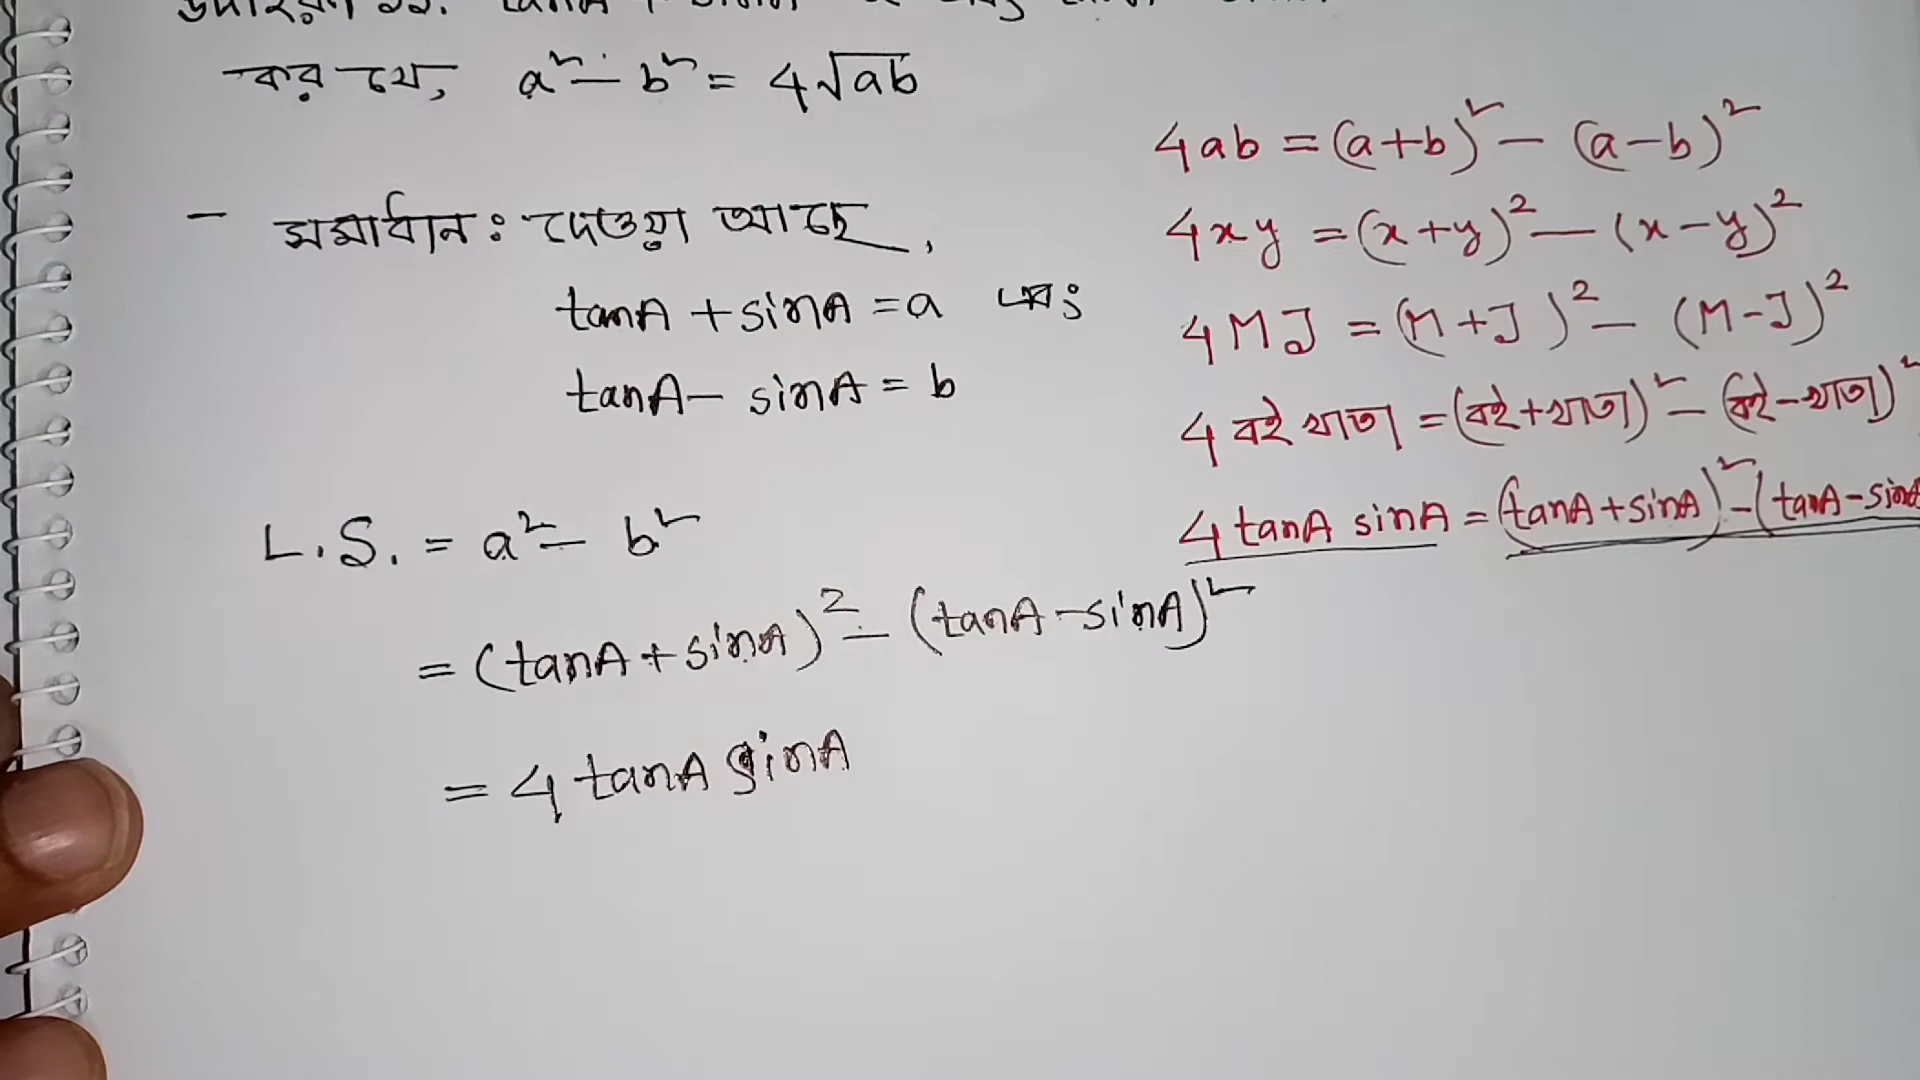 কর যে, a² - b² = 4√ab
সমাধান: দেওয়া আছে,
tanA + sinA = a এবং
tanA - sinA = b
L.S. = a² - b²
= (tanA + sinA)² - (tanA - sinA)²
= 4 tanA sinA
4ab = (a+b)² - (a-b)²
4xy = (x+y)² - (x-y)²
4MJ = (M+J)² - (M-J)²
4 বই খাতা = (বই+খাতা)² - (বই-খাতা)²
4 tanA sinA = (tanA + sinA)² - (tanA - sinA